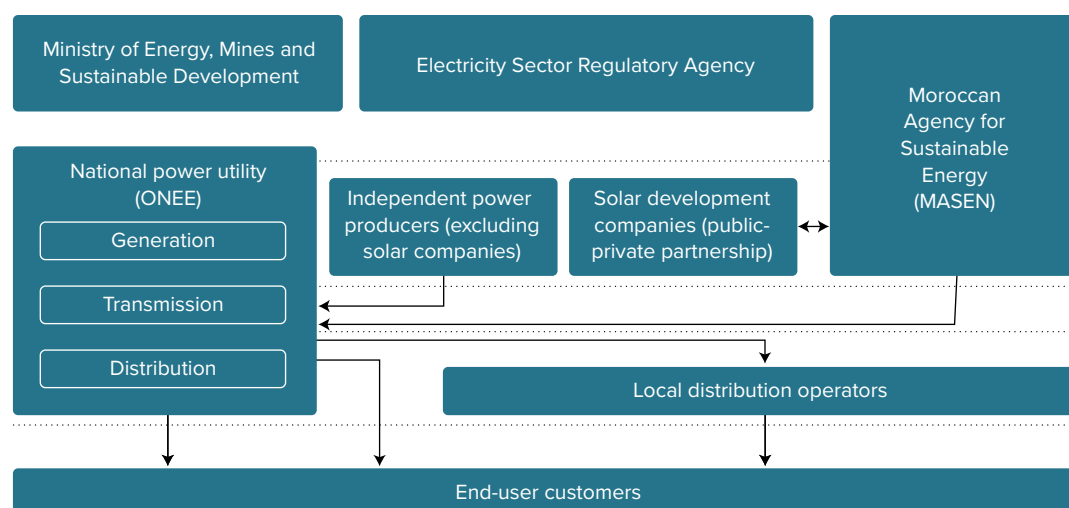 Ministry of Energy, Mines and
Sustainable Development
Electricity Sector Regulatory Agency
Moroccan
Agency for
Sustainable
Energy
(MASEN)
National power utility
(ONEE)
Generation
Transmission
Distribution
Independent power
producers (excluding
solar companies)
Solar development
companies (public-
private partnership)
Local distribution operators
End-user customers